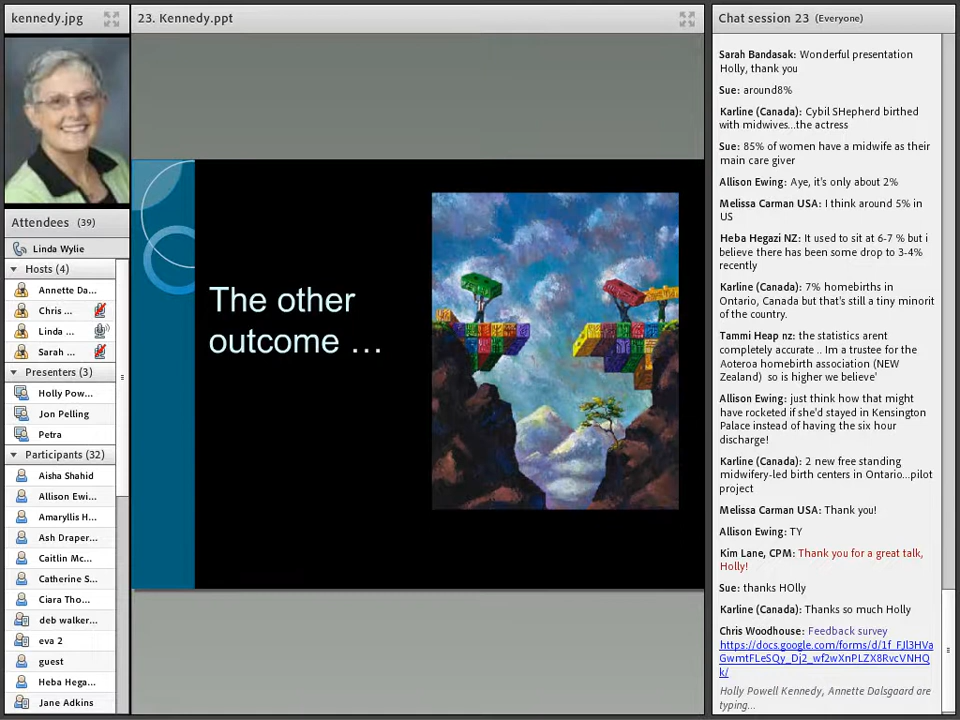 kennedy.jpg
Attendees (39)
Linda Wylie
Hosts (4)
Annette Da...
Chris ...
Linda ...
Sarah ...
Presenters (3)
Holly Pow...
Jon Pelling
Petra
Participants (32)
Aisha Shahid
Allison Ewi...
Amaryllis H...
Ash Draper...
Caitlin Mc...
Catherine S...
Ciara Tho...
deb walker...
eva 2
guest
Heba Hega...
Jane Adkins
23. Kennedy.ppt
The other
outcome ...
Chat session 23 (Everyone)
Sarah Bandasak: Wonderful presentation
Holly, thank you
Sue: around8%
Karline (Canada): Cybil SHepherd birthed
with midwives...the actress
Sue: 85% of women have a midwife as their
main care giver
Allison Ewing: Aye, it's only about 2%
Melissa Carman USA: I think around 5% in
US
Heba Hegazi NZ: It used to sit at 6-7 % but i
believe there has been some drop to 3-4%
recently
Karline (Canada): 7% homebirths in
Ontario, Canada but that's still a tiny minorit
of the country.
Tammi Heap nz: the statistics arent
completely accurate .. Im a trustee for the
Aoteroa homebirth association (NEW
Zealand) so is higher we believe'
Allison Ewing: just think how that might
have rocketed if she'd stayed in Kensington
Palace instead of having the six hour
discharge!
Karline (Canada): 2 new free standing
midwifery-led birth centers in Ontario...pilot
project
Melissa Carman USA: Thank you!
Allison Ewing: TY
Kim Lane, CPM: Thank you for a great talk,
Holly!
Sue: thanks HOlly
Karline (Canada): Thanks so much Holly
Chris Woodhouse: Feedback survey
https://docs.google.com/forms/d/1f_FJl3HVa
GwmtFLeSQy_Dj2_wf2wXnPLZX8RvcVNHQ
k/
Holly Powell Kennedy, Annette Dalsgaard are
typing...